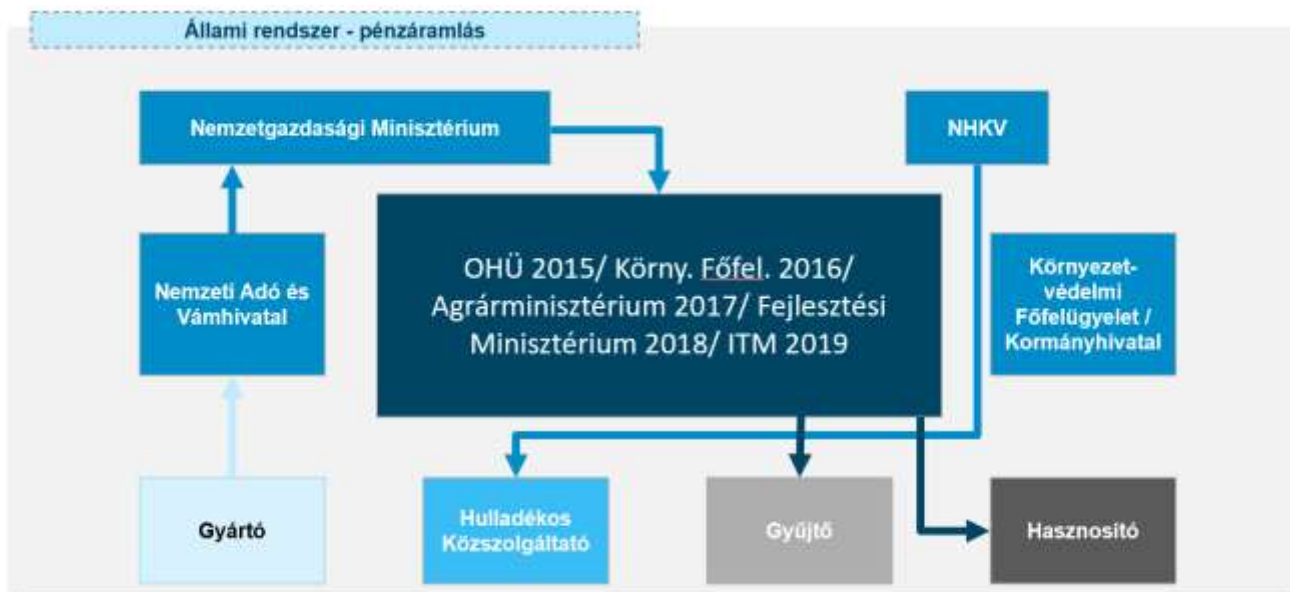 Állami rendszer - pénzáramlás
Nemzetgazdasági Minisztérium
NHKV
OHÜ 2015/ Körny. Főfel. 2016/
Agrárminisztérium 2017/ Fejlesztési
Minisztérium 2018/ ITM 2019
Nemzeti Adó és
Vámhivatal
Környezet-
védelmi
Főfelügyelet /
Kormányhivatal
Gyártó
Hulladékos
Közszolgáltató
Gyűjtő
Hasznosító